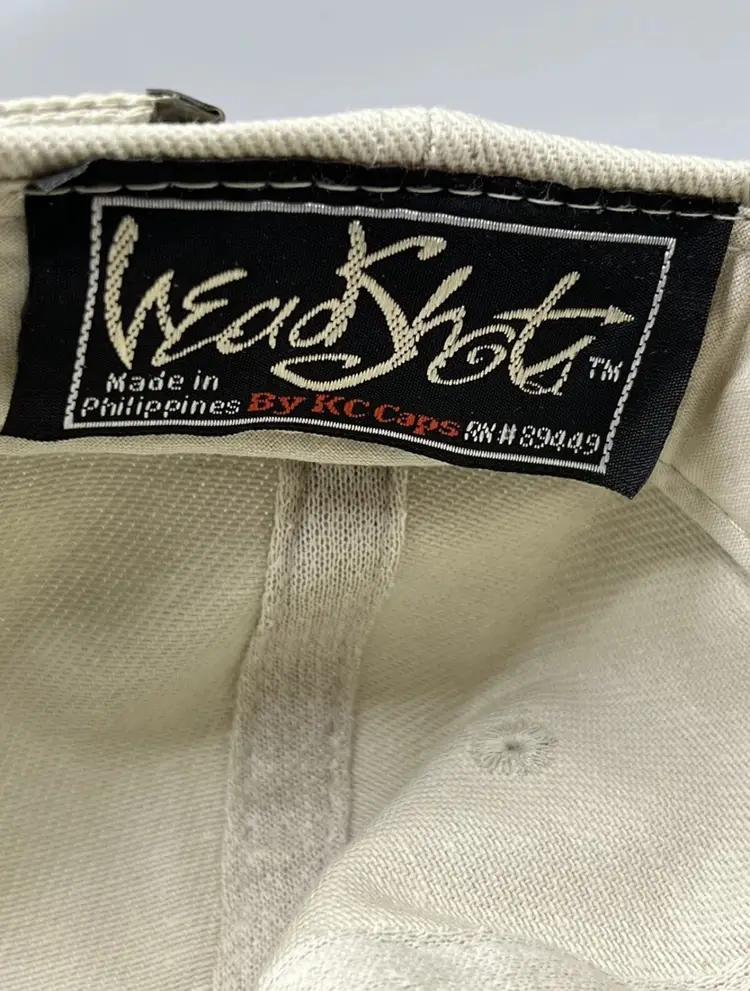 HeadShots™
Made in
Philippines By KC Caps RN#89449